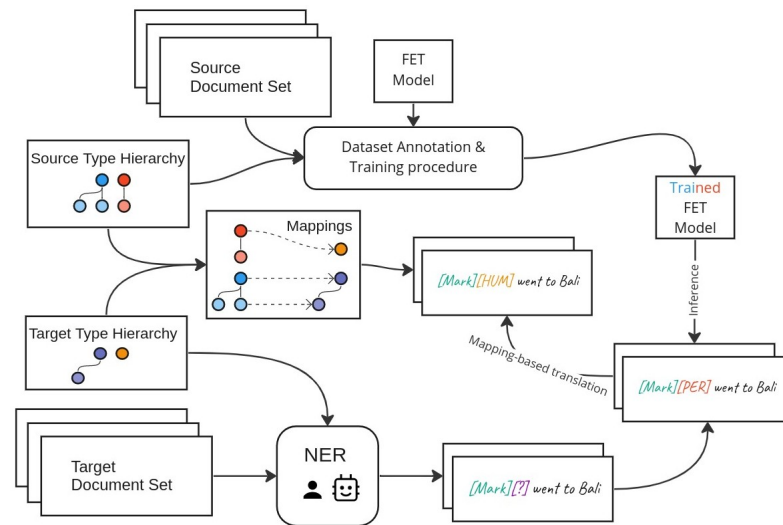 Source
Document Set
FET
Model
Dataset Annotation &
Training procedure
Source Type Hierarchy
Trained
FET
Model
Mappings
[Mark][HUM] went to Bali
Inference
Target Type Hierarchy
Mapping-based translation
[Mark][PER] went to Bali
Target
Document Set
NER
[Mark][?] went to Bali